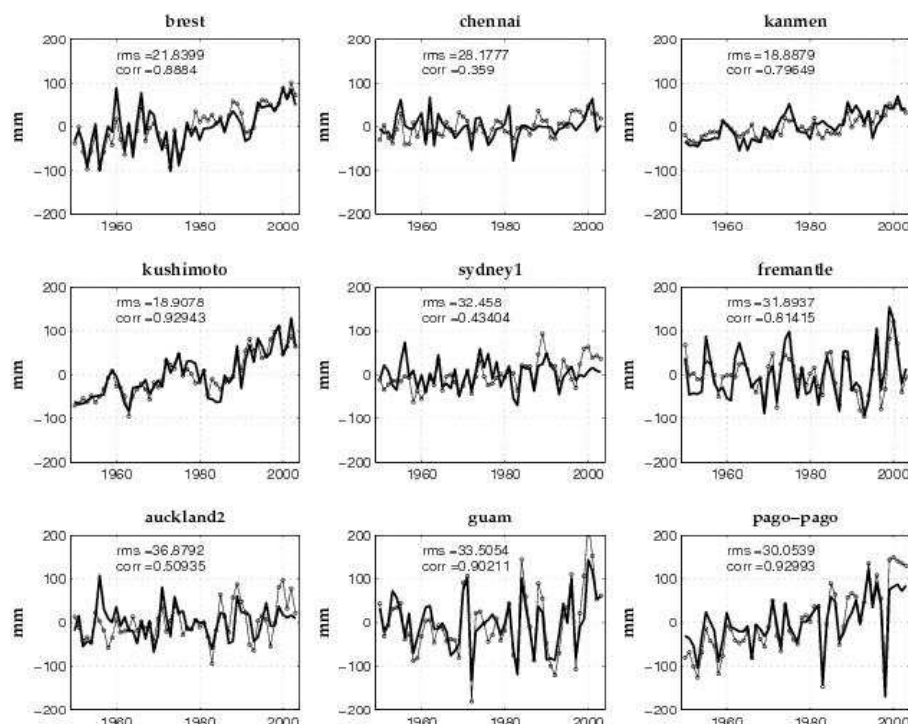 brest
chennai
kanmen
200
100
0
−100
−200
mm
rms =21.8399
corr =0.8884
1960
1980
2000
200
100
0
−100
−200
mm
rms =28.1777
corr =0.359
1960
1980
2000
200
100
0
−100
−200
mm
rms =18.8879
corr =0.79649
1960
1980
2000
kushimoto
sydney1
fremantle
200
100
0
−100
−200
mm
rms =18.9078
corr =0.92943
1960
1980
2000
200
100
0
−100
−200
mm
rms =32.458
corr =0.43404
1960
1980
2000
200
100
0
−100
−200
mm
rms =31.8937
corr =0.81415
1960
1980
2000
auckland2
guam
pago−pago
200
100
0
−100
−200
mm
rms =36.8792
corr =0.50935
1960
1980
2000
200
100
0
−100
−200
mm
rms =33.5054
corr =0.90211
1960
1980
2000
200
100
0
−100
−200
mm
rms =30.0539
corr =0.92993
1960
1980
2000